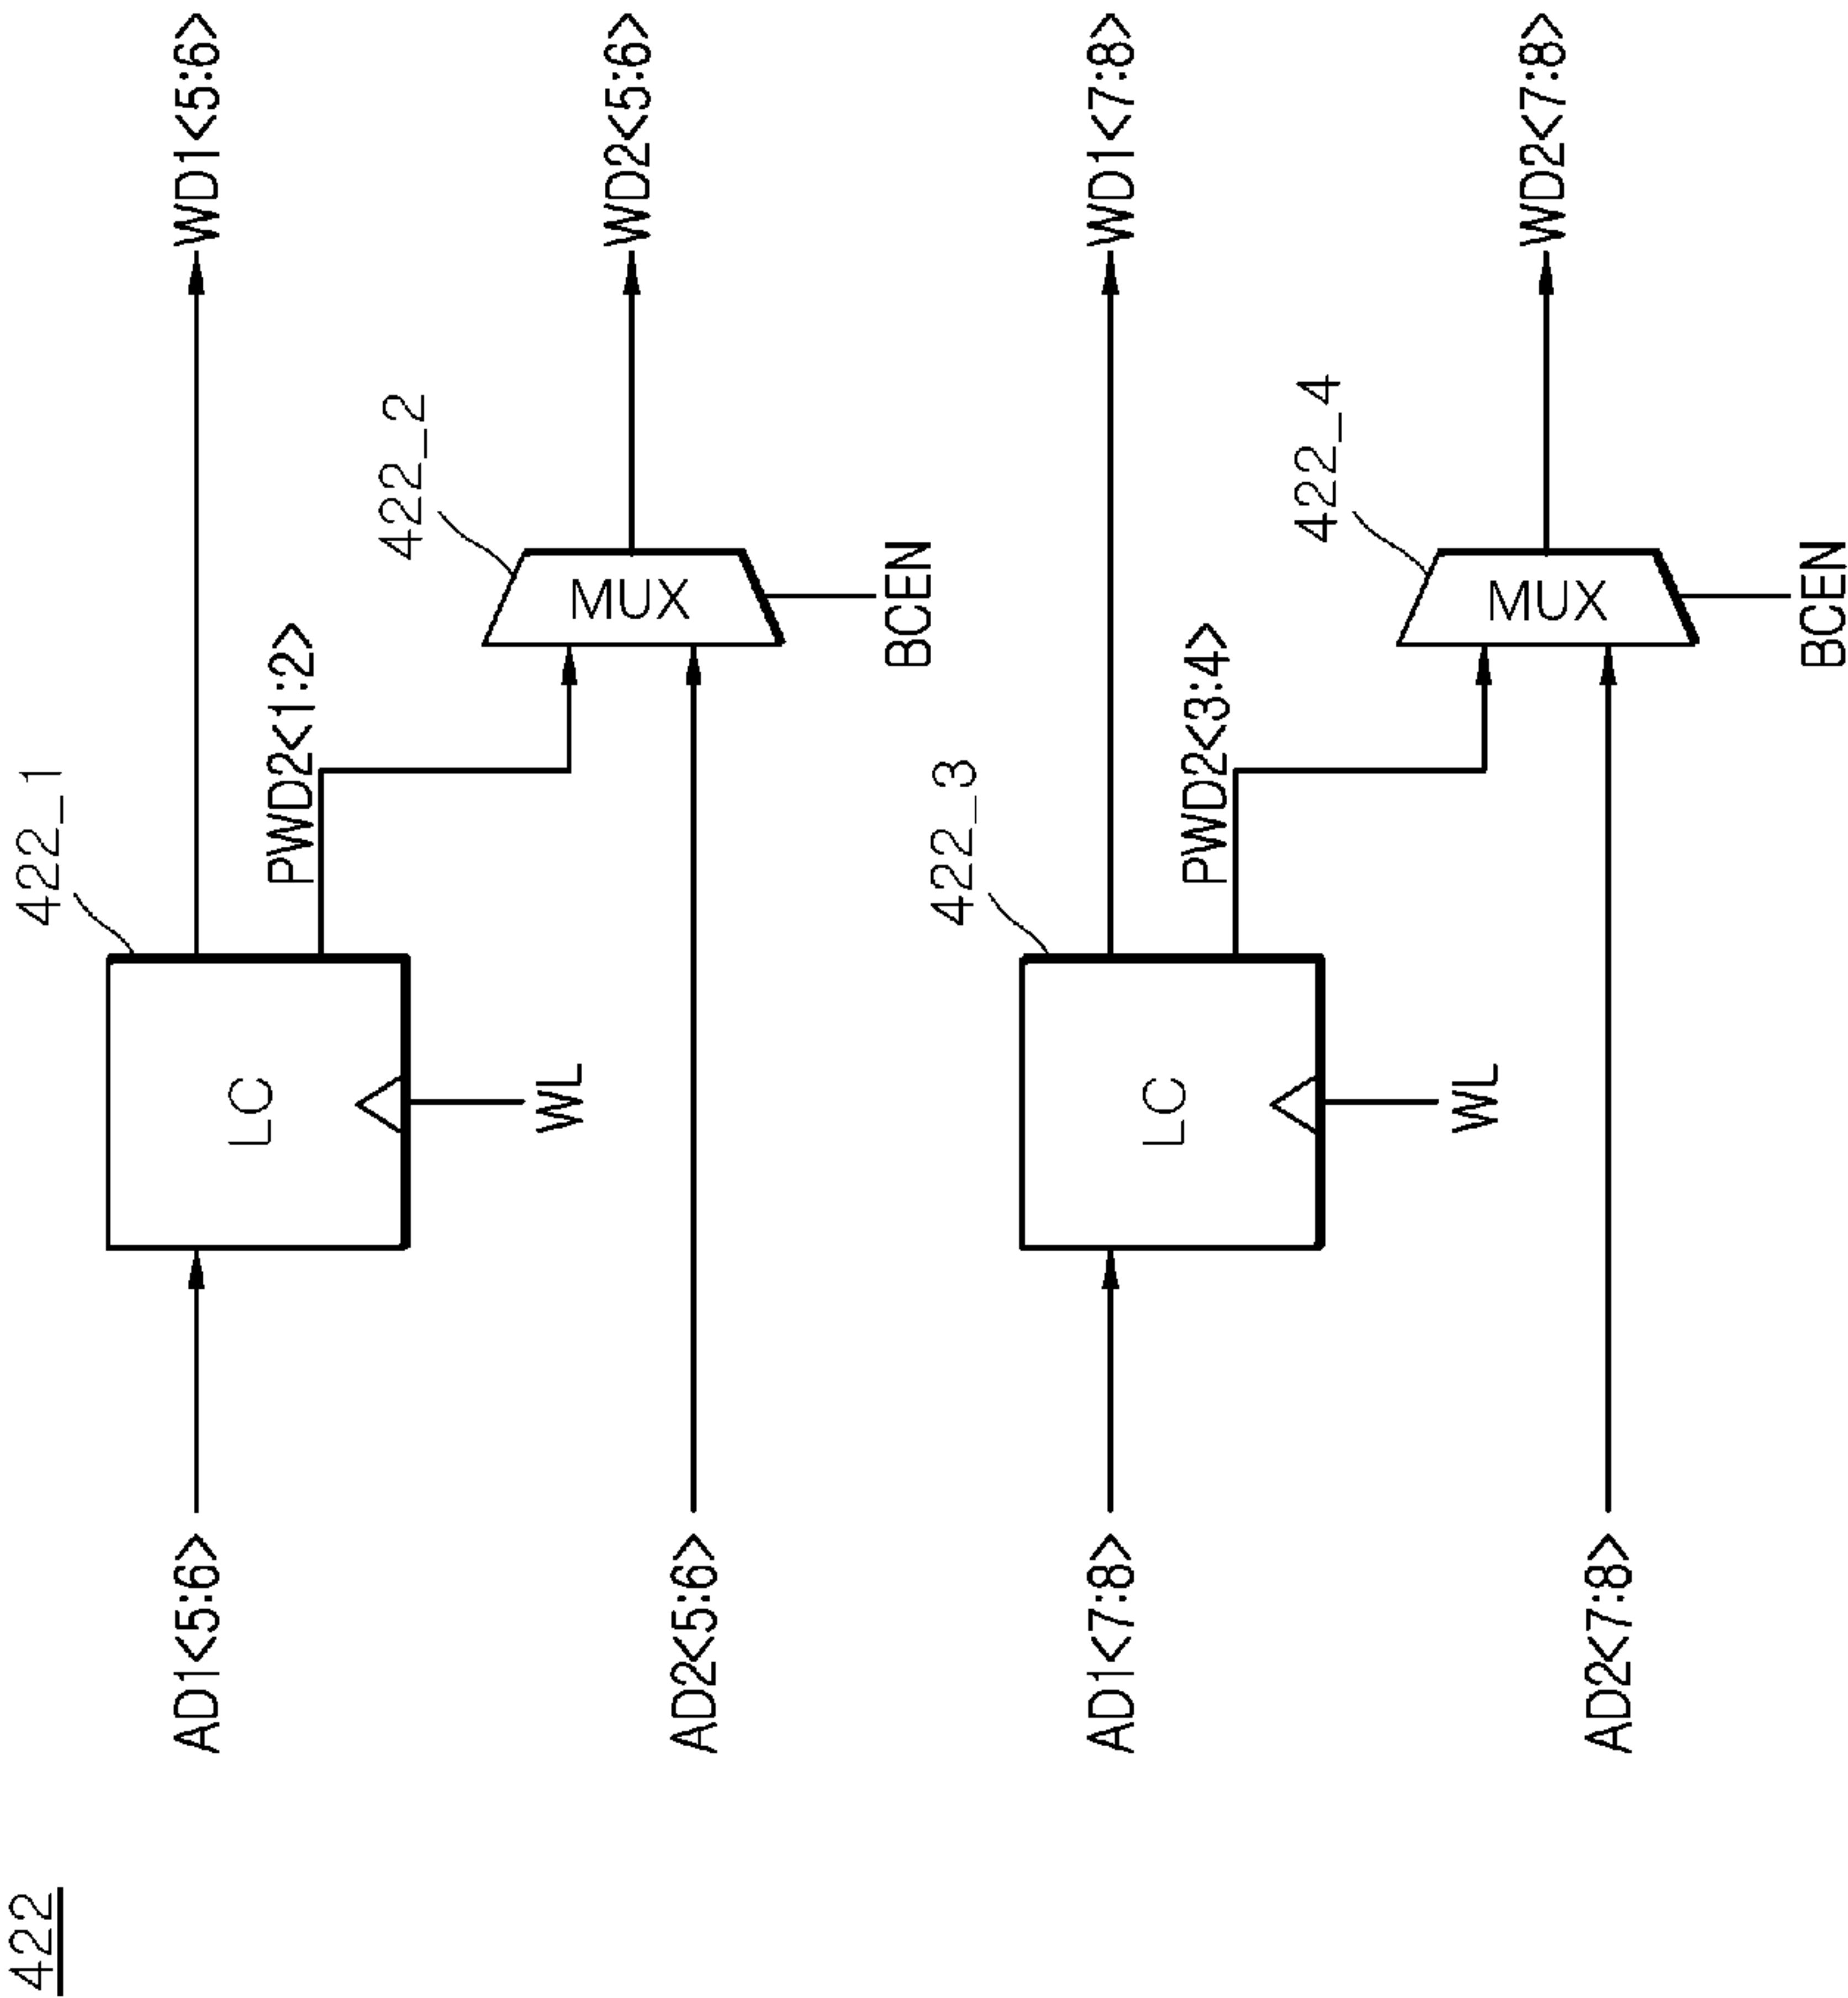 422
422_1
AD1<5:6>
LC
WD1<5:6>
PWD2<1:2>
WL
422_2
AD2<5:6>
MUX
WD2<5:6>
BCEN
422_3
AD1<7:8>
LC
WD1<7:8>
PWD2<3:4>
WL
422_4
AD2<7:8>
MUX
WD2<7:8>
BCEN